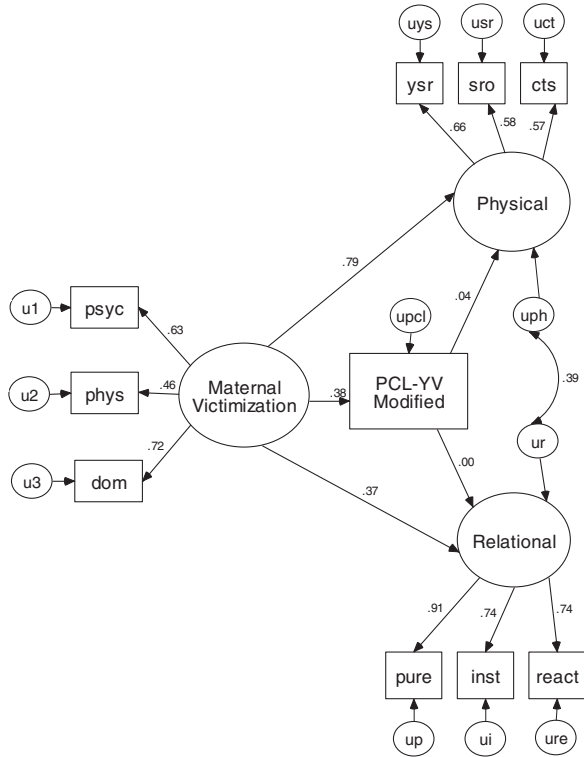 uys
usr
uct
ysr
sro
cts
.66
.58
.57
Physical
.79
.04
u1
psyc
.63
upcl
uph
u2
phys
.46
Maternal
Victimization
.38
PCL-YV
Modified
.39
ur
.72
.00
u3
dom
.37
Relational
.91
.74
.74
pure
inst
react
up
ui
ure